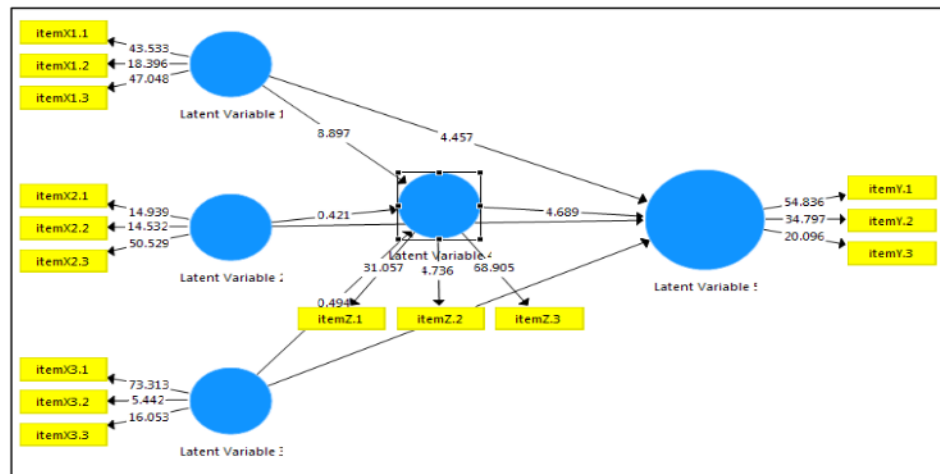 itemX1.1
43.533
itemX1.2
18.396
itemX1.3
47.048
Latent Variable 1
8.897
4.457
itemX2.1
14.939
itemX2.2
14.532
itemX2.3
50.529
Latent Variable 2
0.421
4.689
Latent Variable 4
31.057
4.736
68.905
itemZ.1
itemZ.2
itemZ.3
54.836
itemY.1
34.797
itemY.2
20.096
itemY.3
Latent Variable 5
0.494
itemX3.1
73.313
itemX3.2
5.442
itemX3.3
16.053
Latent Variable 3